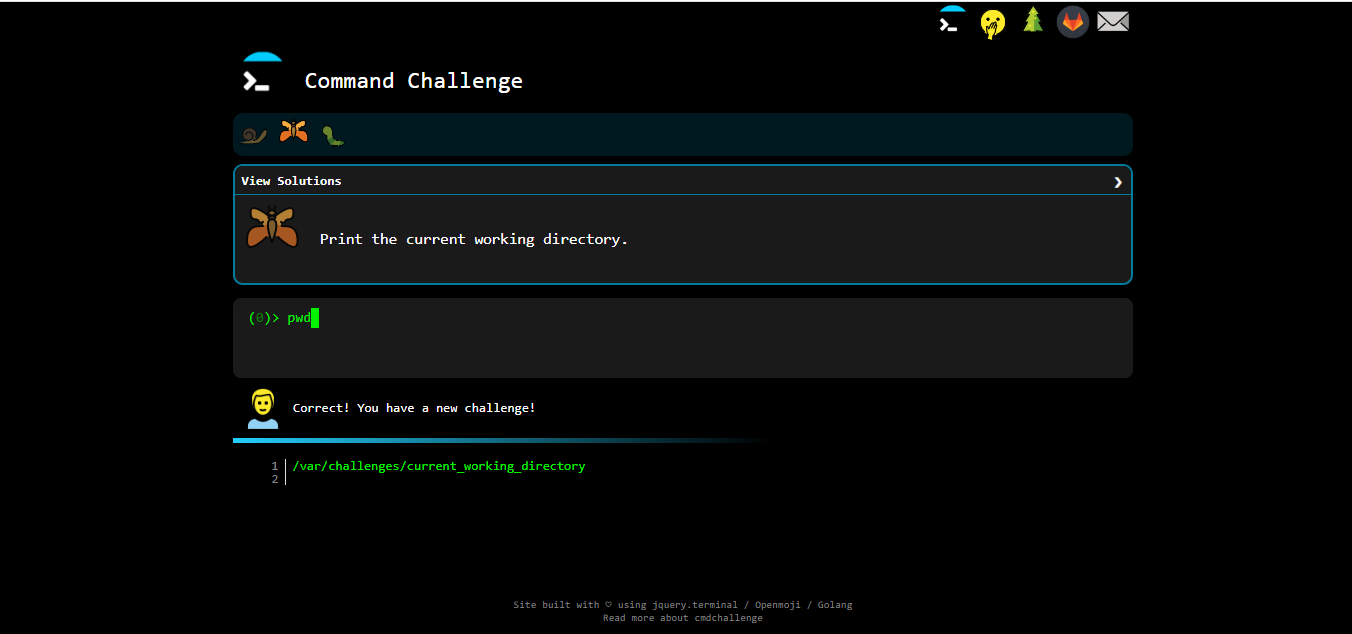 Command Challenge
View Solutions
Print the current working directory.
(0)> pwd
Correct! You have a new challenge!
1 /var/challenges/current_working_directory
2
Site built with ♡ using jquery.terminal / Openmoji / Golang
Read more about cmdchallenge